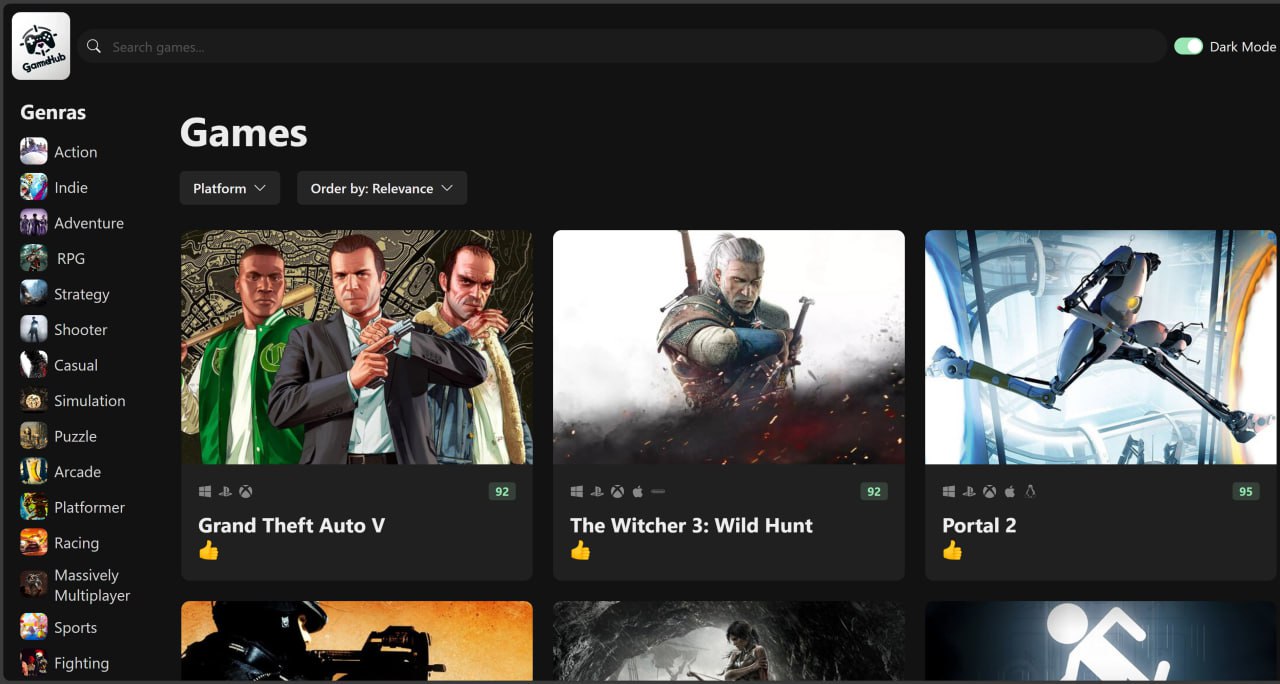 GameHub
Search games...
Dark Mode
Genras
Action
Indie
Adventure
RPG
Strategy
Shooter
Casual
Simulation
Puzzle
Arcade
Platformer
Racing
Massively
Multiplayer
Sports
Fighting
Games
Platform
Order by: Relevance
92
Grand Theft Auto V
92
The Witcher 3: Wild Hunt
95
Portal 2